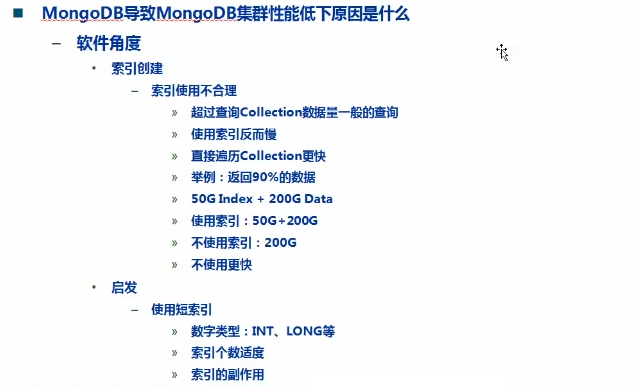 MongoDB导致MongoDB集群性能低下原因是什么
软件角度
索引创建
索引使用不合理
超过查询Collection数据量一般的查询
使用索引反而慢
直接遍历Collection更快
举例：返回90%的数据
50G Index + 200G Data
使用索引：50G+200G
不使用索引：200G
不使用更快
启发
使用短索引
数字类型：INT、LONG等
索引个数适度
索引的副作用